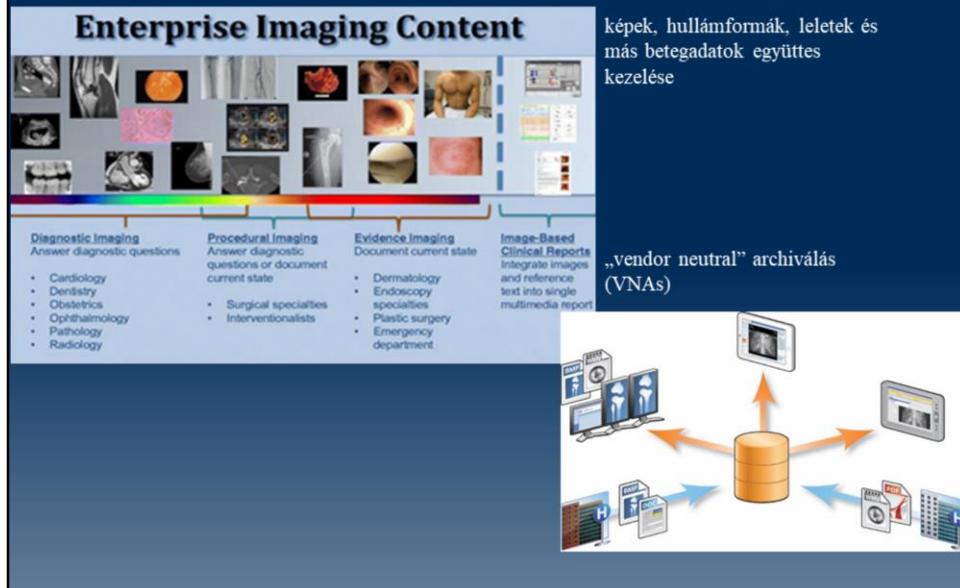 Enterprise Imaging Content
képek, hullámformák, leletek és
más betegadatok együttes
kezelése
Diagnostic Imaging
Answer diagnostic questions
• Cardiology
• Dentistry
• Obstetrics
• Ophthalmology
• Pathology
• Radiology
Procedural Imaging
Answer diagnostic
questions or document
current state
• Surgical specialties
• Interventionalists
Evidence Imaging
Document current state
• Dermatology
• Endoscopy
specialties
• Plastic surgery
• Emergency
department
Image-Based
Clinical Reports
Integrate images
and reference
text into single
multimedia report
„vendor neutral” archiválás
(VNAs)
H
PDF
H